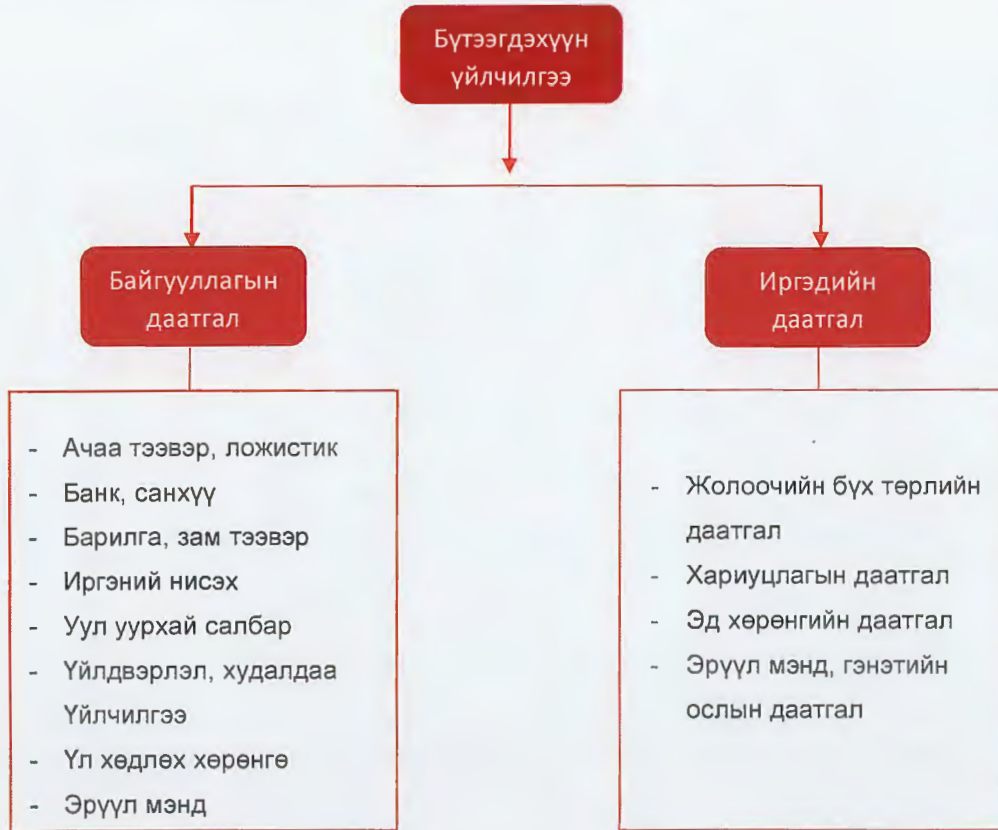 Бүтээгдэхүүн
үйлчилгээ
Байгууллагын
даатгал
- Ачаа тээвэр, ложистик
- Банк, санхүү
- Барилга, зам тээвэр
- Иргэний нисэх
- Уул уурхай салбар
- Үйлдвэрлэл, худалдаа
Үйлчилгээ
- Үл хөдлөх хөрөнгө
- Эрүүл мэнд
Иргэдийн
даатгал
- Жолоочийн бүх төрлийн
даатгал
- Хариуцлагын даатгал
- Эд хөрөнгийн даатгал
- Эрүүл мэнд, гэнэтийн
ослын даатгал